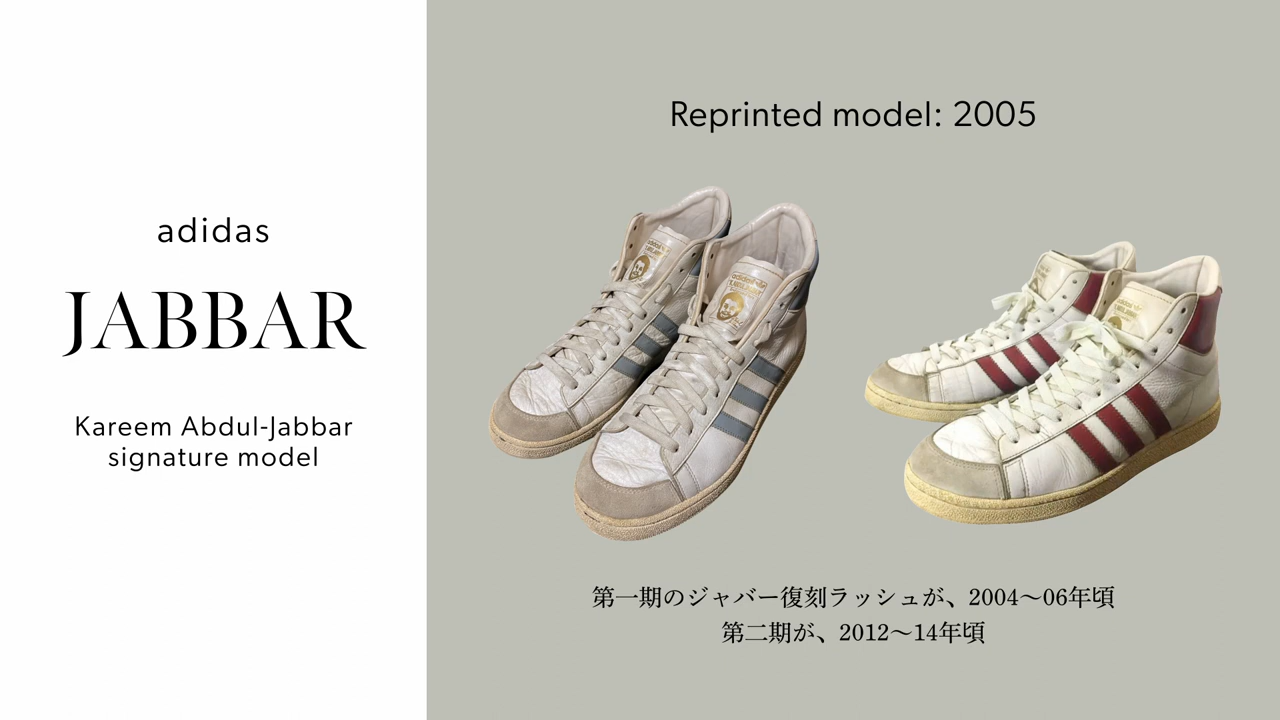 adidas
JABBAR
Kareem Abdul-Jabbar
signature model
Reprinted model: 2005
第一期のジャバー復刻ラッシュが、2004〜06年頃
第二期が、2012〜14年頃